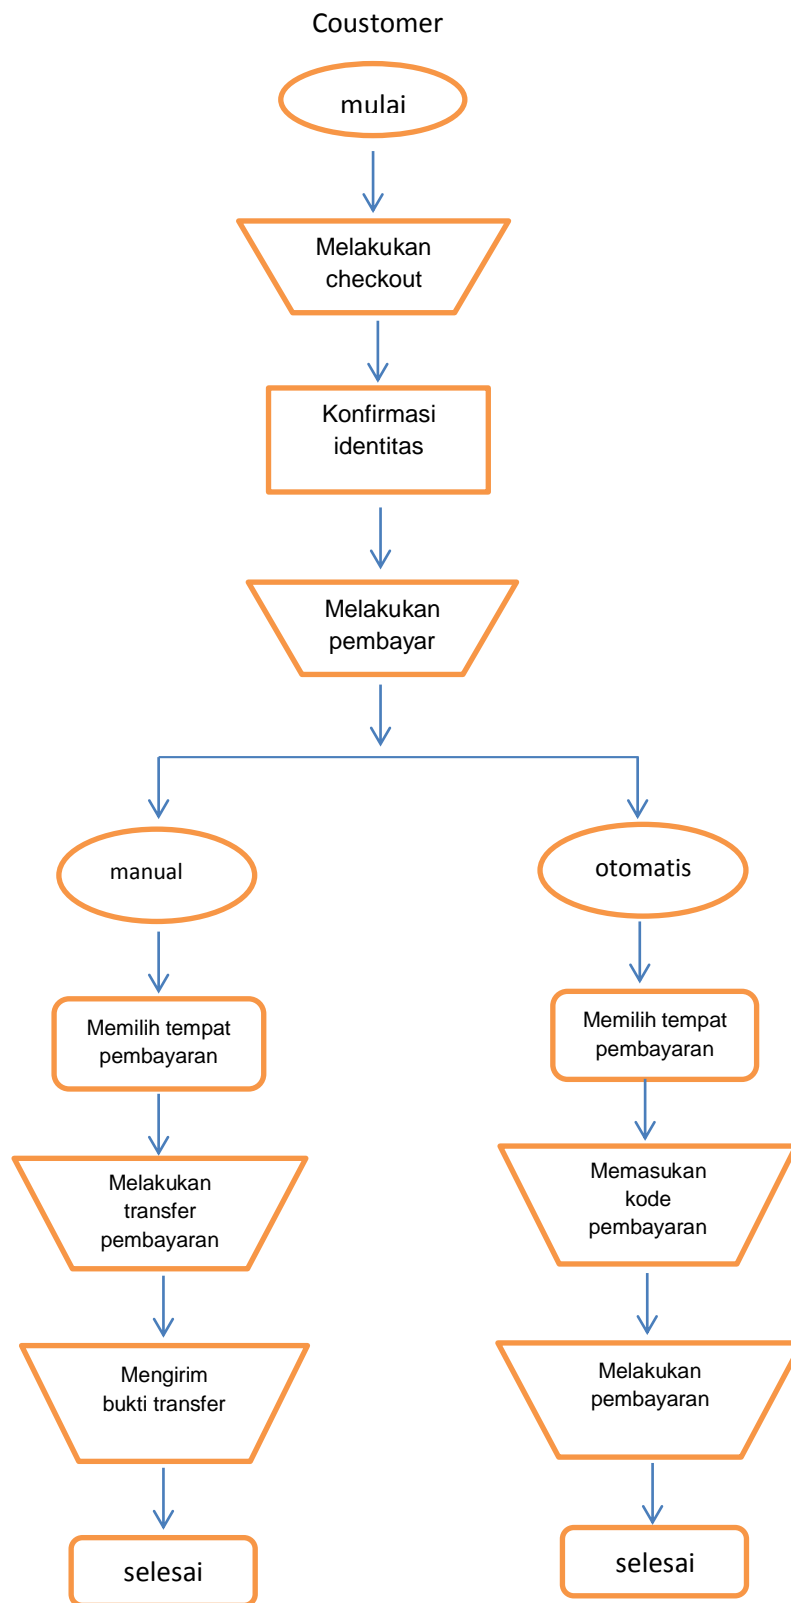 Coustomer
mulai
Melakukan
checkout
Konfirmasi
identitas
Melakukan
pembayar
manual
otomatis
Memilih tempat
pembayaran
Memilih tempat
pembayaran
Melakukan
transfer
pembayaran
Memasukan
kode
pembayaran
Mengirim
bukti transfer
Melakukan
pembayaran
selesai
selesai